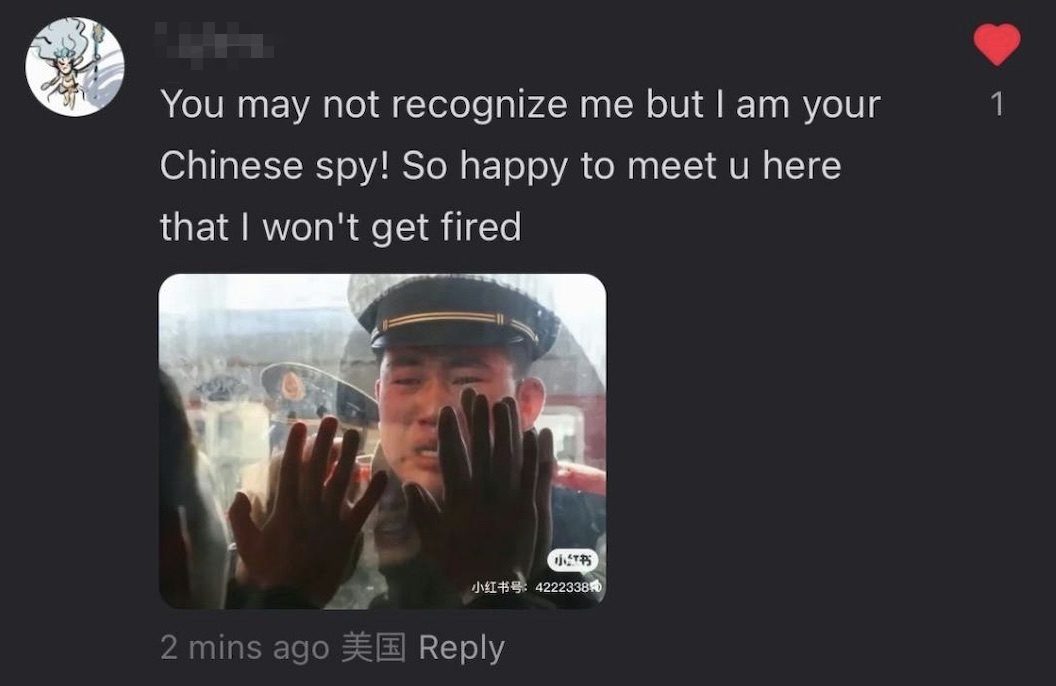 You may not recognize me but I am your
1
Chinese spy! So happy to meet u here
that I won't get fired
小红书
小红书号:
2 mins ago 美国 Reply